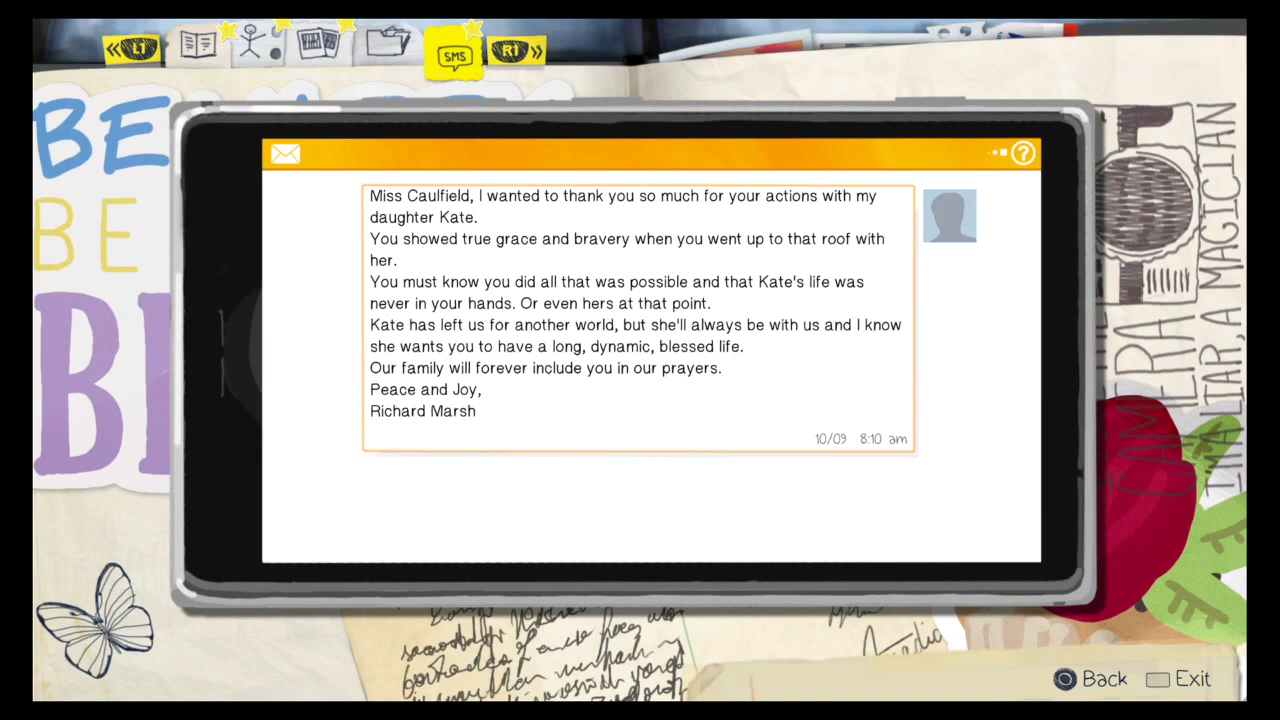 L1
SMS
R1
BE
BE
Miss Caulfield, I wanted to thank you so much for your actions with my
daughter Kate.
You showed true grace and bravery when you went up to that roof with
her.
You must know you did all that was possible and that Kate's life was
never in your hands. Or even hers at that point.
Kate has left us for another world, but she'll always be with us and I know
she wants you to have a long, dynamic, blessed life.
Our family will forever include you in our prayers.
Peace and Joy,
Richard Marsh
10/09 8:10 am
?
CAMERA
LIAR, A MAGICIAN
Back
Exit